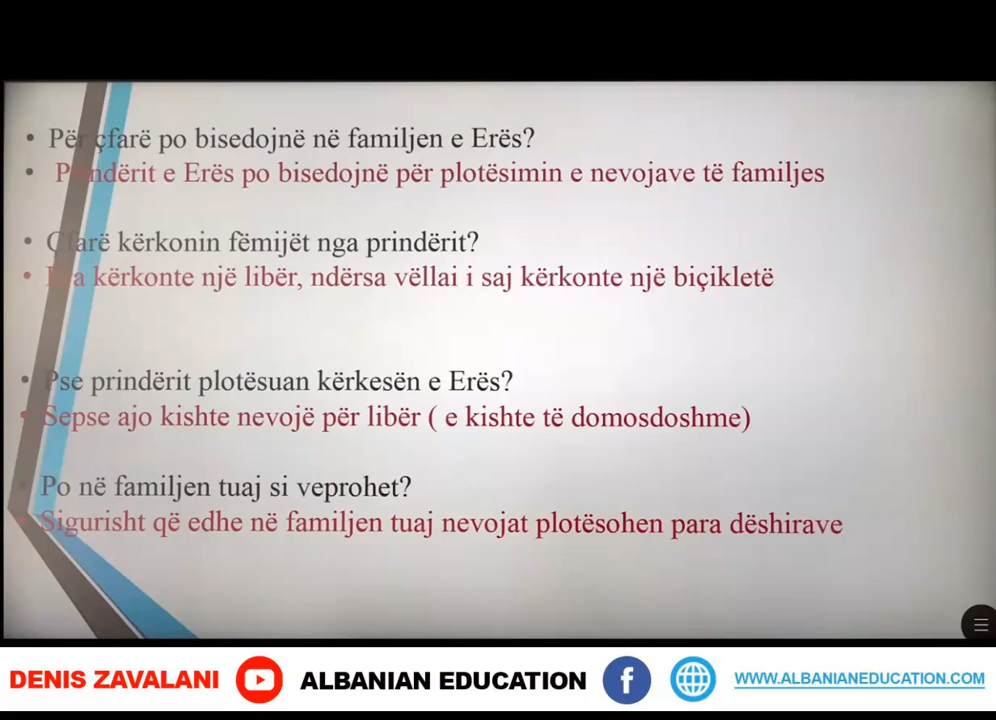 • Për çfarë po bisedojnë në familjen e Erës?
• Prindërit e Erës po bisedojnë për plotësimin e nevojave të familjes
• Çfarë kërkonin fëmijët nga prindërit?
• Era kërkonte një libër, ndërsa vëllai i saj kërkonte një biçikletë
• Pse prindërit plotësuan kërkesën e Erës?
• Sepse ajo kishte nevojë për libër ( e kishte të domosdoshme)
• Po në familjen tuaj si veprohet?
• Sigurisht që edhe në familjen tuaj nevojat plotësohen para dëshirave
DENIS ZAVALANI ALBANIAN EDUCATION f WWW.ALBANIANEDUCATION.COM